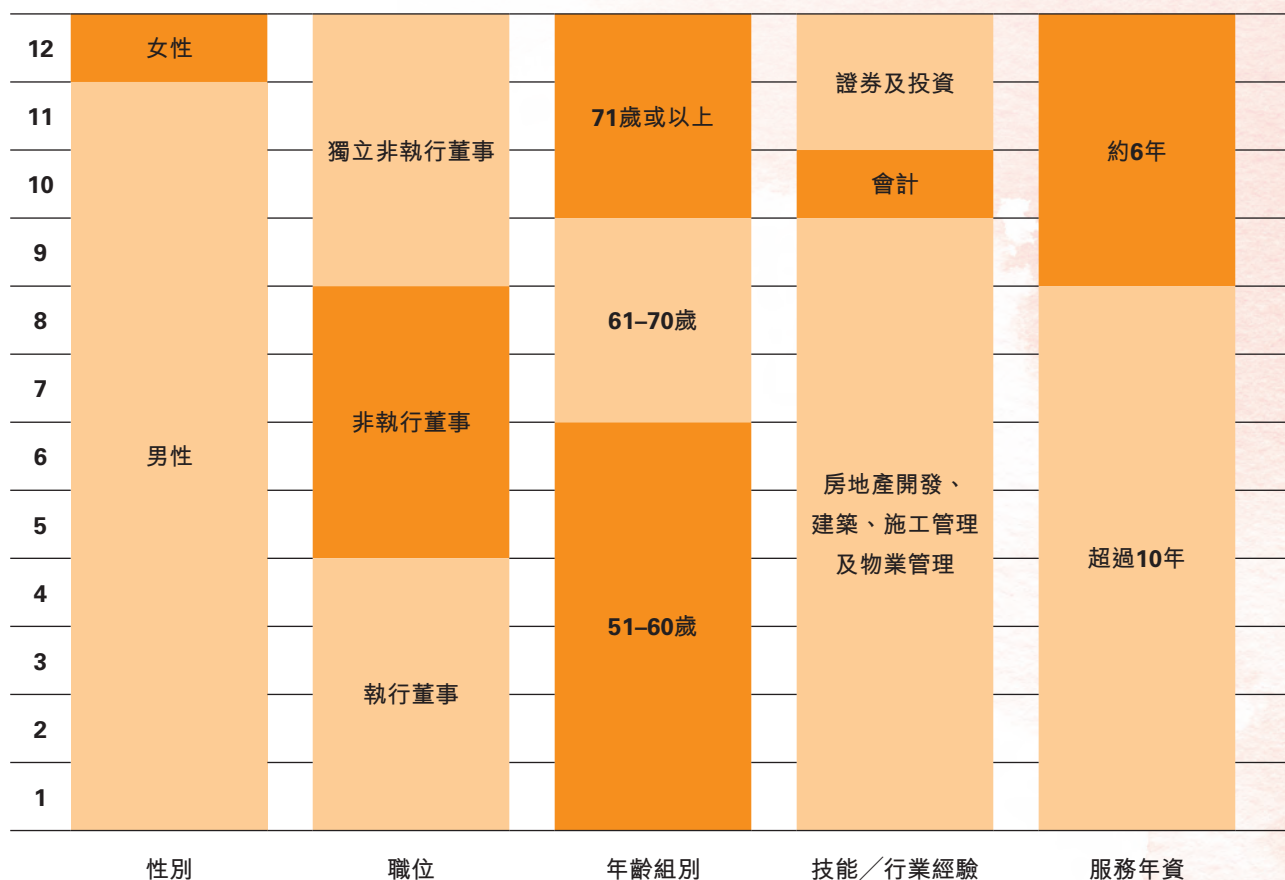 12
女性
11
證券及投資
71歲或以上
獨立非執行董事
約6年
10
會計
9
8
61–70歲
7
非執行董事
6
男性
房地產開發、
5
建築、施工管理
超過10年
及物業管理
4
51–60歲
3
執行董事
2
1
性別
職位
年齡組別
技能／行業經驗
服務年資